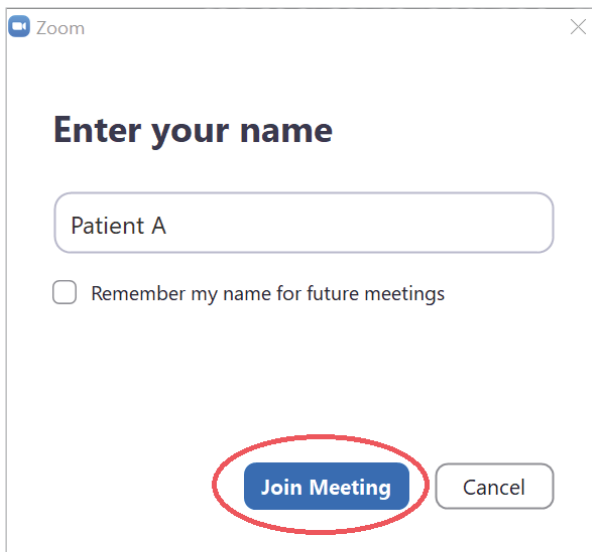 Zoom
Enter your name
Patient A
Remember my name for future meetings
Join Meeting Cancel